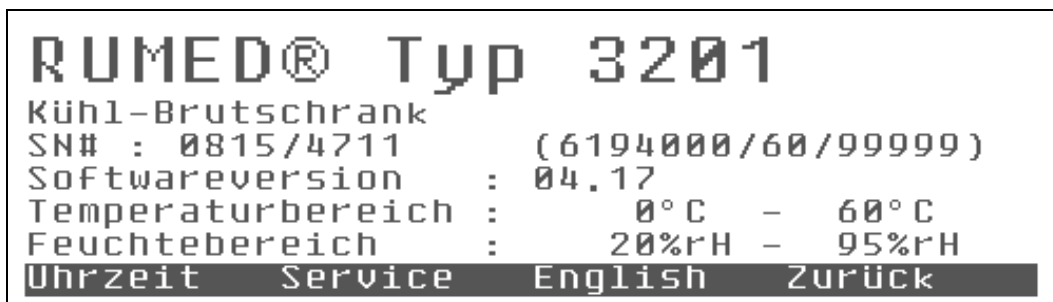 RUMED® Typ 3201
Kühl-Brutschrank
SN# : 0815/4711 (6194000/60/99999)
Softwareversion : 04.17
Temperaturbereich : 0°C – 60°C
Feuchtebereich : 20%rH – 95%rH
Uhrzeit Service English Zurück